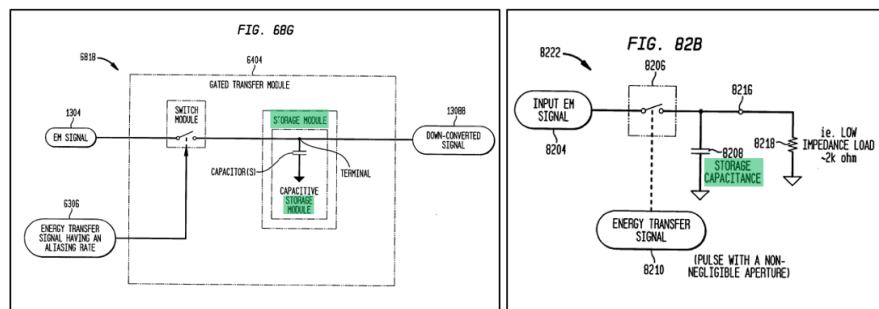 FIG. 68G
6818
6404
GATED TRANSFER MODULE
1304
EM SIGNAL
SWITCH
MODULE
STORAGE MODULE
CAPACITOR(S)
TERMINAL
CAPACITIVE
STORAGE
MODULE
1308B
DOWN-CONVERTED
SIGNAL
6306
ENERGY TRANSFER
SIGNAL HAVING AN
ALIASING RATE
FIG. 82B
8222
8206
8216
INPUT EM
SIGNAL
8204
8208
STORAGE
CAPACITANCE
8218
ie. LOW
IMPEDANCE LOAD
~2k ohm
ENERGY TRANSFER
SIGNAL
8210
(PULSE WITH A NON-
NEGLIGIBLE APERTURE)